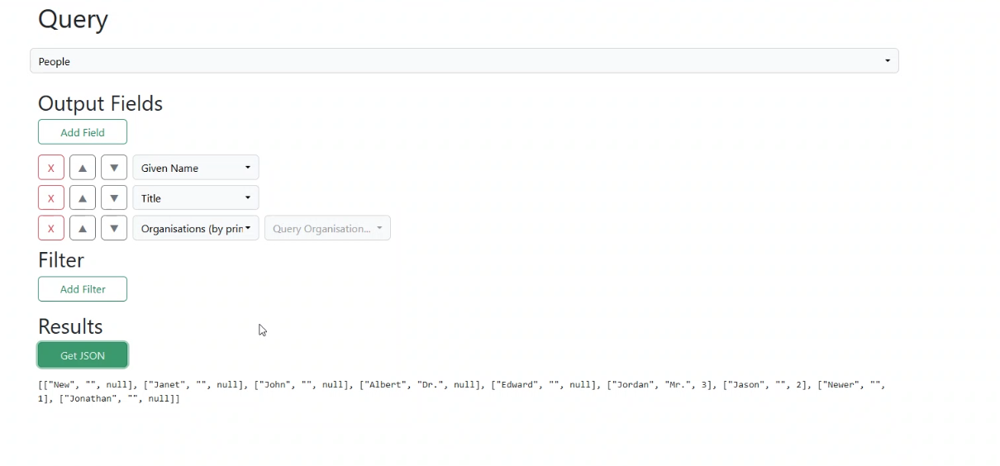 Query
People
Output Fields
Add Field
X ▲ ▼ Given Name
X ▲ ▼ Title
X ▲ ▼ Organisations (by prin Query Organisation...
Filter
Add Filter
Results
Get JSON
[["New", "", null], ["Janet", "", null], ["John", "", null], ["Albert", "Dr.", null], ["Edward", "", null], ["Jordan", "Mr.", 3], ["Jason", "", 2], ["Newer", "",
1], ["Jonathan", "", null]]